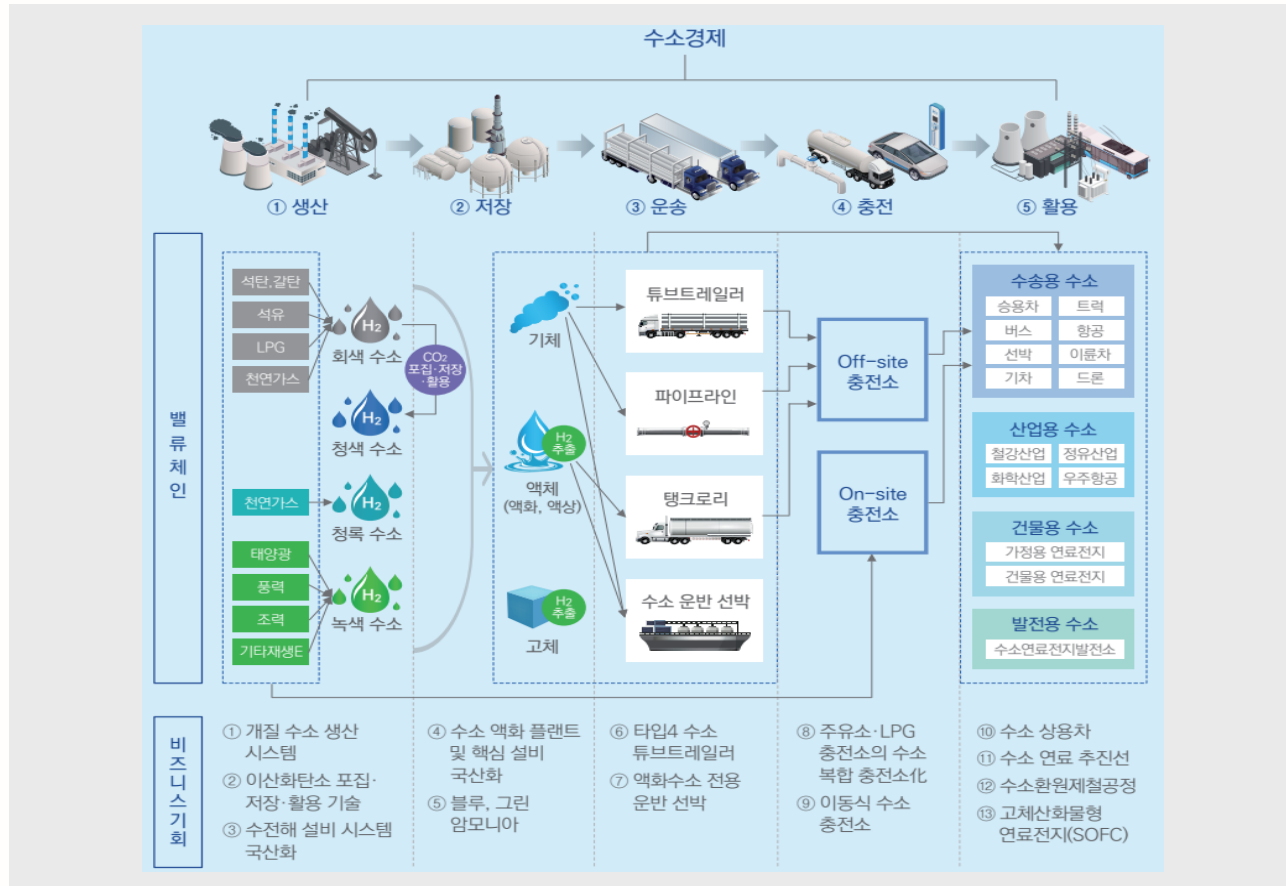 수소경제
① 생산
② 저장
③ 운송
④ 충전
⑤ 활용
밸류체인
석탄,갈탄
석유
LPG
천연가스
H₂
회색 수소
CO₂
포집·저장
·활용
H₂
청색 수소
천연가스
H₂
청록 수소
태양광
풍력
조력
기타재생E
H₂
녹색 수소
기체
H₂
추출
액체
(액화, 액상)
H₂
추출
고체
튜브트레일러
파이프라인
탱크로리
수소 운반 선박
Off-site
충전소
On-site
충전소
수송용 수소
승용차
트럭
버스
항공
선박
이륜차
기차
드론
산업용 수소
철강산업
정유산업
화학산업
우주항공
건물용 수소
가정용 연료전지
건물용 연료전지
발전용 수소
수소연료전지발전소
비즈니스기회
① 개질 수소 생산
시스템
② 이산화탄소 포집·
저장·활용 기술
③ 수전해 설비 시스템
국산화
④ 수소 액화 플랜트
및 핵심 설비
국산화
⑤ 블루, 그린
암모니아
⑥ 타입4 수소
튜브트레일러
⑦ 액화수소 전용
운반 선박
⑧ 주유소·LPG
충전소의 수소
복합 충전소化
⑨ 이동식 수소
충전소
⑩ 수소 상용차
⑪ 수소 연료 추진선
⑫ 수소환원제철공정
⑬ 고체산화물형
연료전지(SOFC)